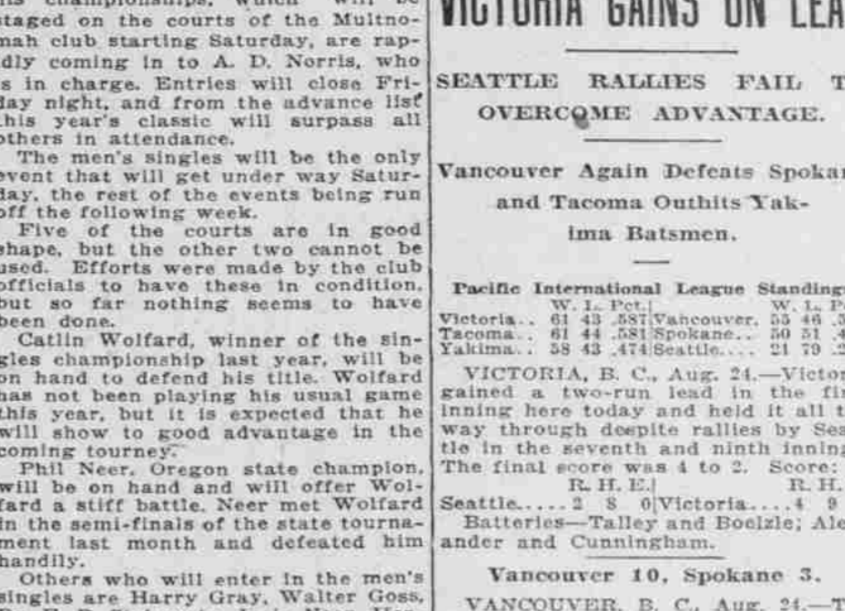 staged on the courts of the Multno-
mah club starting Saturday, are rap-
dly coming in to A. D. Norris, who
s in charge. Entries will close Fri-
day night, and from the advance list
this year's classic will surpass all
others in attendance.
The men's singles will be the only
event that will get under way Satur-
day, the rest of the events being run
off the following week.
Five of the courts are in good
shape, but the other two cannot be
used. Efforts were made by the club
officials to have these in condition,
but so far nothing seems to have
been done.
Catlin Wolfard, winner of the sin-
gles championship last year, will be
on hand to defend his title. Wolfard
has not been playing his usual game
this year, but it is expected that he
will show to good advantage in the
coming tourney.
Phil Neer, Oregon state champion,
will be on hand and will offer Wol-
fard a stiff battle. Neer met Wolfard
in the semi-finals of the state tourna-
ment last month and defeated him
handily.
Others who will enter in the men's
singles are Harry Gray, Walter Goss,
VICTORIA GAINS ON LEA
SEATTLE RALLIES FAIL T
OVERCOME ADVANTAGE.
Vancouver Again Defeats Spokan
and Tacoma Outhits Yak-
ima Batsmen.
Pacific International League Standings
W. L. Pct.| W. L. P
Victoria.. 61 43 .587|Vancouver. 55 46 .5
Tacoma.. 61 44 .581|Spokane.. 50 51 .4
Yakima.. 58 43 .474|Seattle.... 21 79 .2
VICTORIA, B. C., Aug. 24.—Victor
gained a two-run lead in the fir
inning here today and held it all t
way through despite rallies by Sea
tle in the seventh and ninth inning
The final score was 4 to 2. Score:
R. H. E.| R. H.
Seattle..... 2 8 0|Victoria.... 4 9
Batteries—Talley and Boelzle; Ale
ander and Cunningham.
Vancouver 10, Spokane 3.
VANCOUVER, B. C., Aug. 24.—T